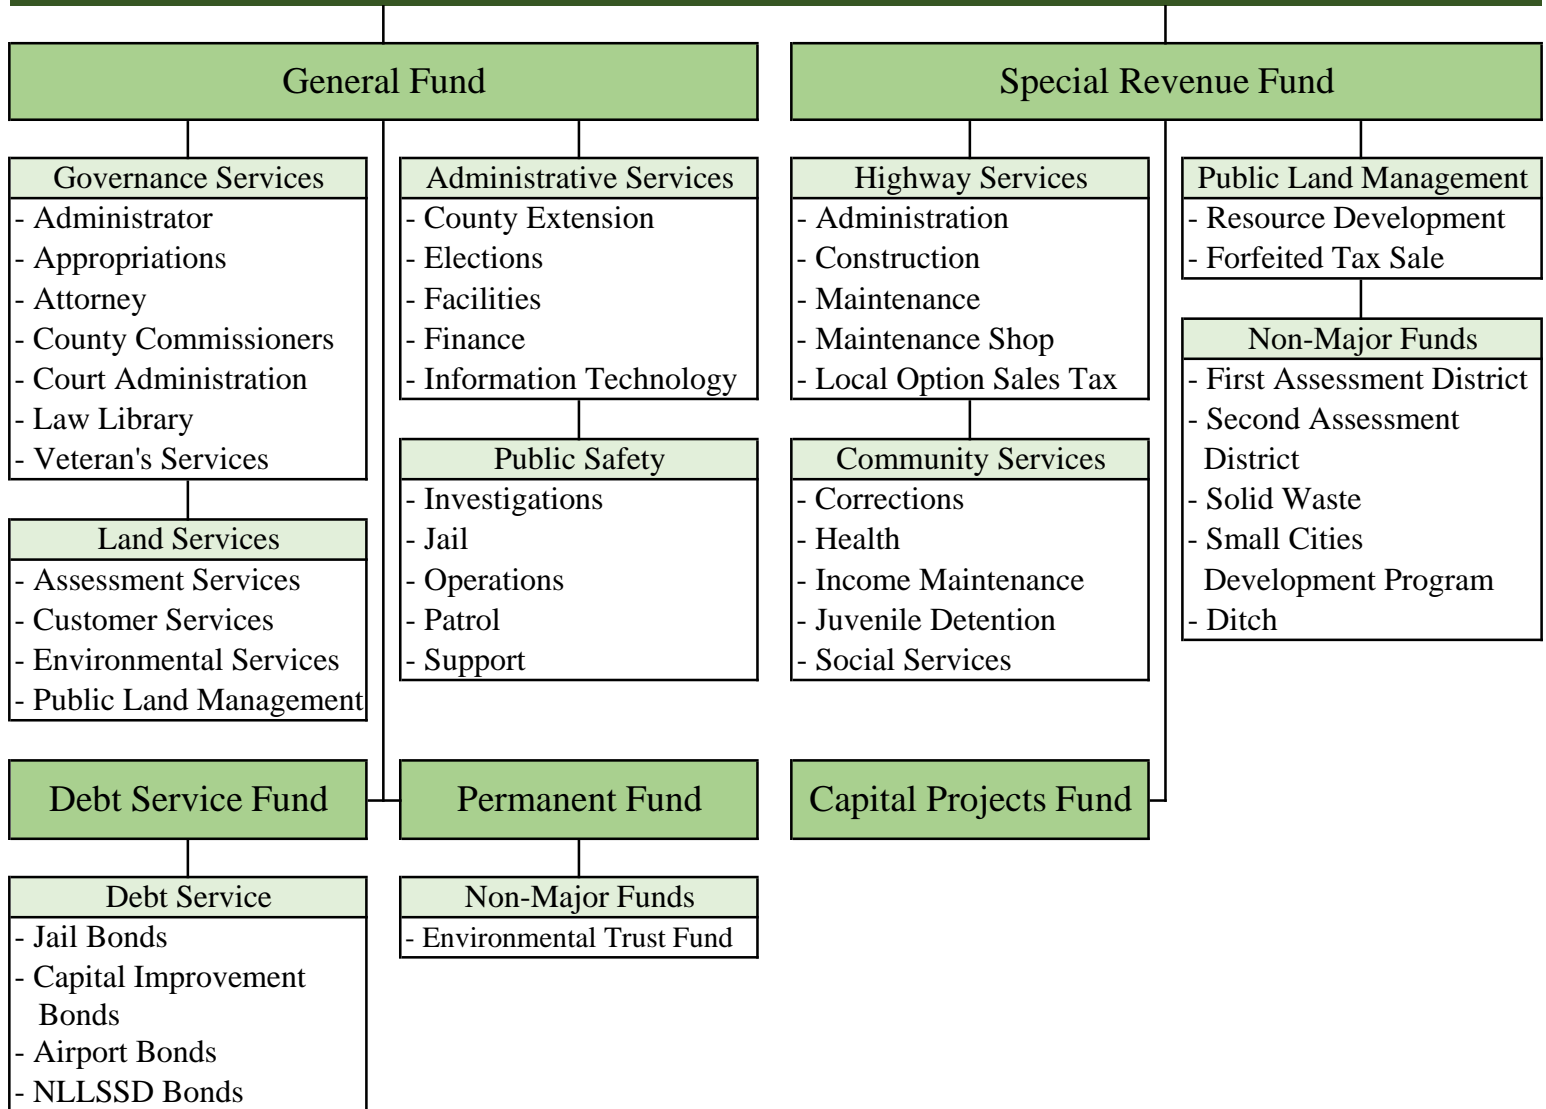 General Fund
Special Revenue Fund
Governance Services
- Administrator
- Appropriations
- Attorney
- County Commissioners
- Court Administration
- Law Library
- Veteran's Services
Land Services
- Assessment Services
- Customer Services
- Environmental Services
- Public Land Management
Administrative Services
- County Extension
- Elections
- Facilities
- Finance
- Information Technology
Public Safety
- Investigations
- Jail
- Operations
- Patrol
- Support
Highway Services
- Administration
- Construction
- Maintenance
- Maintenance Shop
- Local Option Sales Tax
Community Services
- Corrections
- Health
- Income Maintenance
- Juvenile Detention
- Social Services
Public Land Management
- Resource Development
- Forfeited Tax Sale
Non-Major Funds
- First Assessment District
- Second Assessment
District
- Solid Waste
- Small Cities
Development Program
- Ditch
Debt Service Fund
Permanent Fund
Capital Projects Fund
Debt Service
- Jail Bonds
- Capital Improvement
Bonds
- Airport Bonds
- NLLSSD Bonds
Non-Major Funds
- Environmental Trust Fund